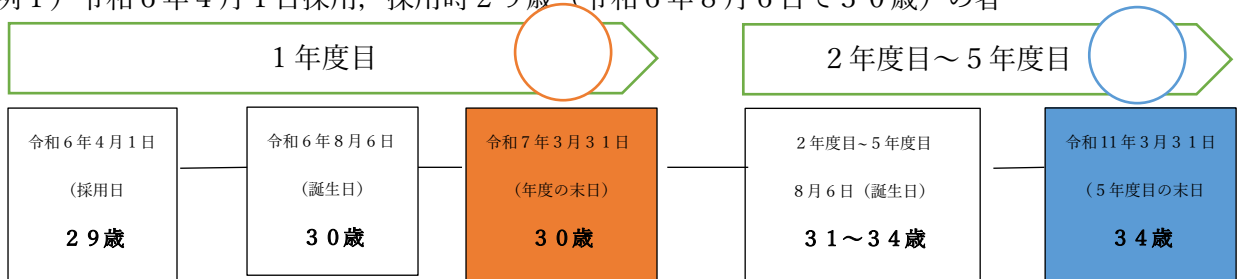 例１）令和６年４月１日採用，採用時２９歳（令和６年８月６日で３０歳）の者
１年度目
２年度目～５年度目
令和６年４月１日
（採用日
２９歳
令和６年８月６日
（誕生日）
３０歳
令和７年３月３１日
（年度の末日）
３０歳
２年度目~５年度目
８月６日（誕生日）
３１～３４歳
令和11年３月３１日
（５年度目の末日
３４歳